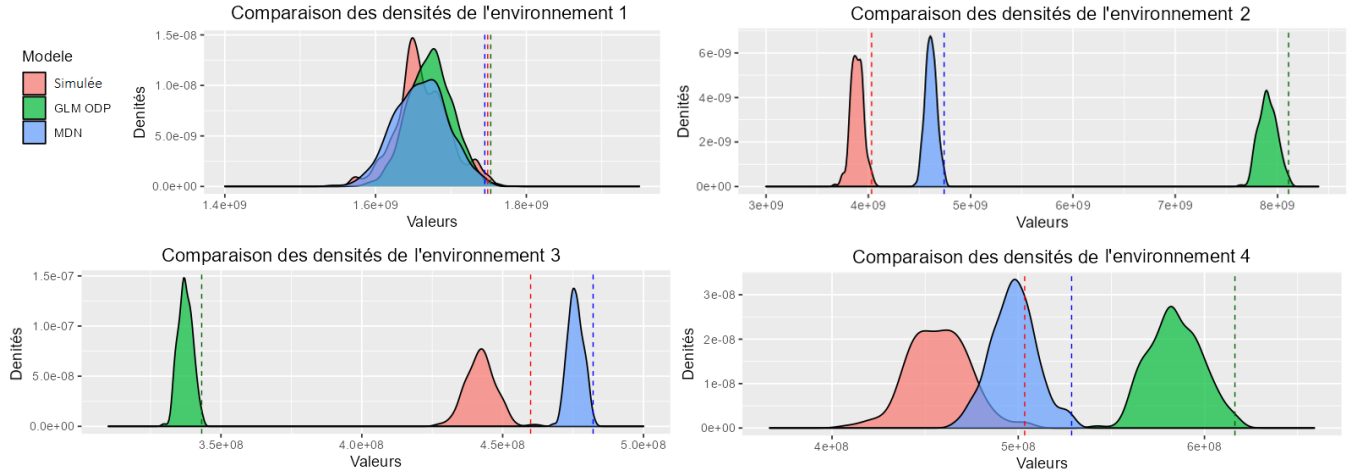 Comparaison des densités de l'environnement 1
Modele
Simulée
GLM ODP
MDN
Denités
1.5e-08
1.0e-08
5.0e-09
0.0e+00
1.4e+09
1.6e+09
1.8e+09
Valeurs
Comparaison des densités de l'environnement 2
Denités
6e-09
4e-09
2e-09
0e+00
3e+09
4e+09
5e+09
6e+09
7e+09
8e+09
Valeurs
Comparaison des densités de l'environnement 3
Denités
1.5e-07
1.0e-07
5.0e-08
0.0e+00
3.5e+08
4.0e+08
4.5e+08
5.0e+08
Valeurs
Comparaison des densités de l'environnement 4
Denités
3e-08
2e-08
1e-08
0e+00
4e+08
5e+08
6e+08
Valeurs